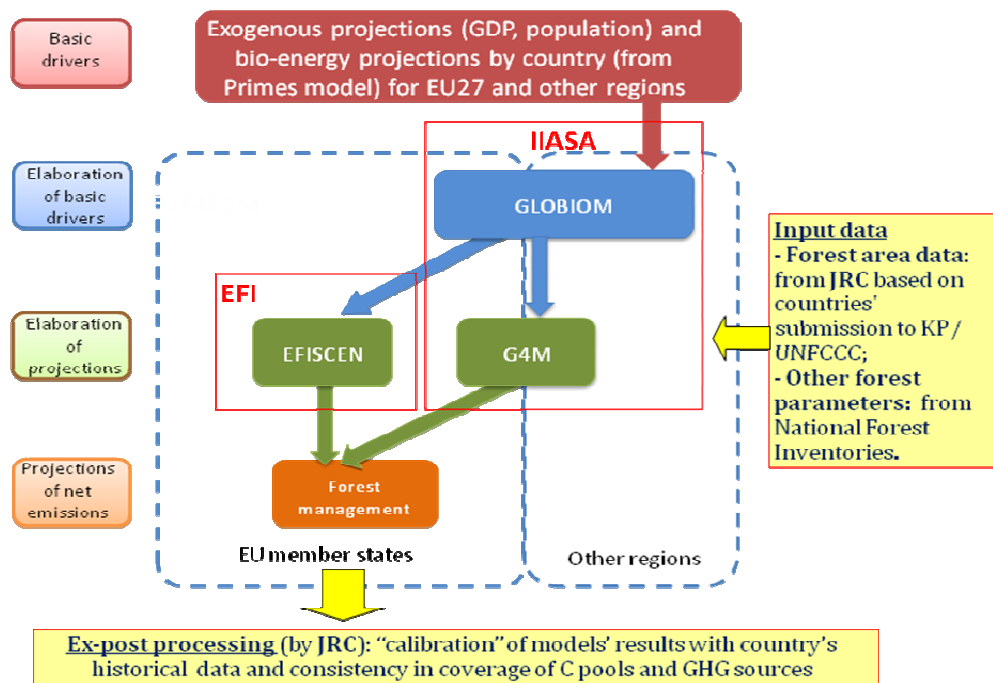 Basic
drivers
Exogenous projections (GDP, population) and
bio-energy projections by country (from
Primes model) for EU27 and other regions
IIASA
Elaboration
of basic
drivers
GLOBIOM
Input data
- Forest area data:
from JRC based on
countries'
submission to KP/
UNFCCC;
- Other forest
parameters: from
National Forest
Inventories.
EFI
Elaboration
of
projections
EFISCEN
G4M
Projections
of net
emissions
Forest
management
EU member states
Other regions
Ex-post processing (by JRC): “calibration”of models’ results with country’s
historical data and consistency in coverage of C pools and GHG sources